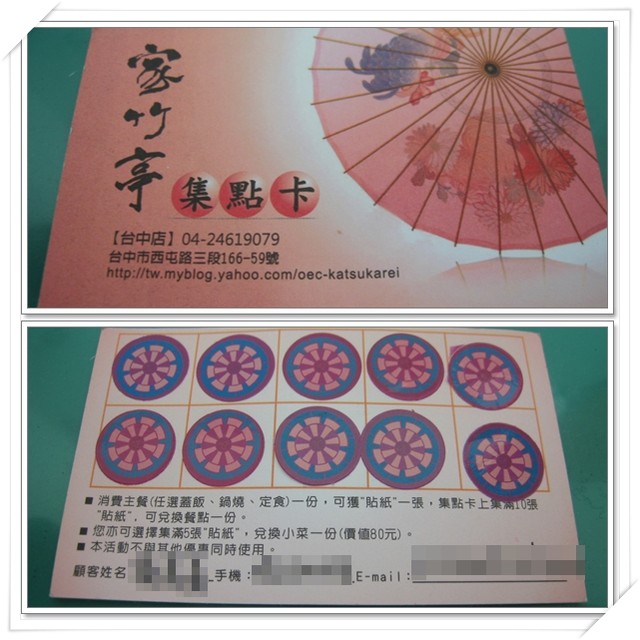 家竹亭
集點卡
【台中店】04-24619079
台中市西屯路三段166-59號
http://tw.myblog.yahoo.com/oec-katsukarei
■ 消費主餐(任選蓋飯、鍋燒、定食)一份，可獲"貼紙"一張，集點卡上集滿10張
"貼紙"，可兌換餐點一份。
■ 您亦可選擇集滿5張"貼紙"，兌換小菜一份(價值80元)。
■ 本活動不與其他優惠同時使用。
顧客姓名 手機： E-mail：